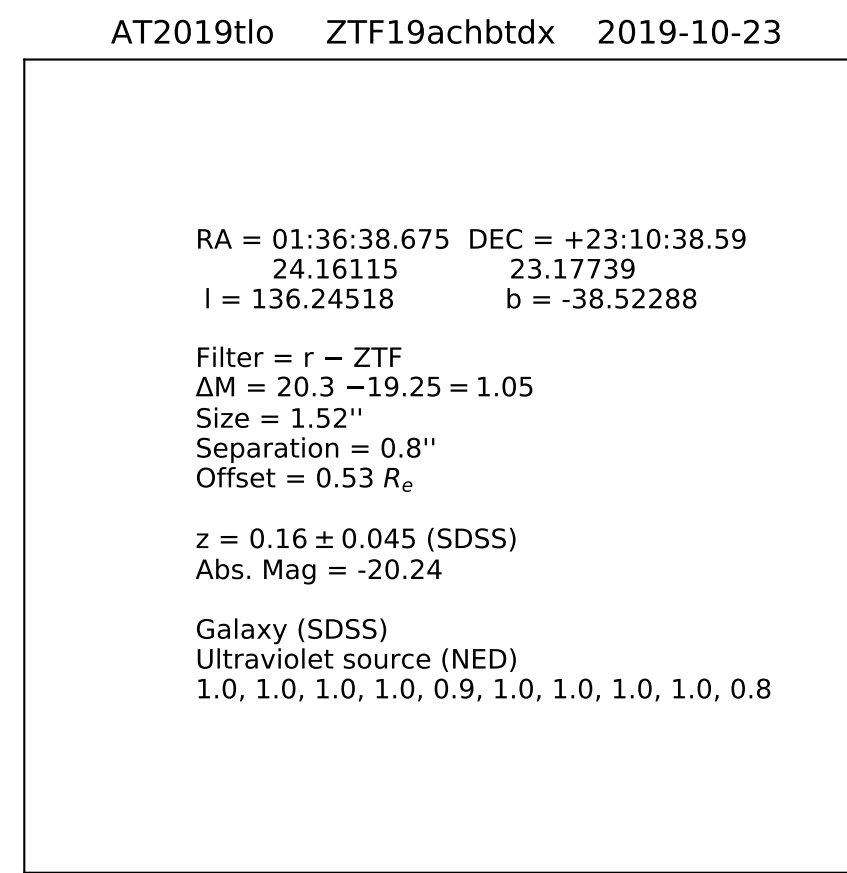 AT2019tlo ZTF19achbtdx 2019-10-23
RA = 01:36:38.675 DEC = +23:10:38.59
24.16115 23.17739
l = 136.24518 b = -38.52288
Filter = r − ZTF
ΔM = 20.3 −19.25 = 1.05
Size = 1.52''
Separation = 0.8''
Offset = 0.53 Re
z = 0.16 ± 0.045 (SDSS)
Abs. Mag = -20.24
Galaxy (SDSS)
Ultraviolet source (NED)
1.0, 1.0, 1.0, 1.0, 0.9, 1.0, 1.0, 1.0, 1.0, 0.8